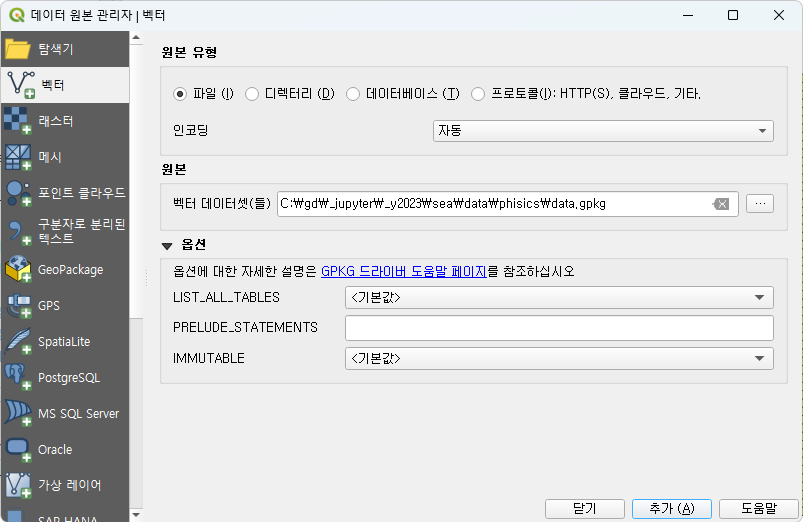 데이터 원본 관리자 | 벡터
탐색기
벡터
래스터
메시
포인트 클라우드
구분자로 분리된
텍스트
GeoPackage
GPS
SpatiaLite
PostgreSQL
MS SQL Server
Oracle
가상 레이어
SAP HANA
원본 유형
파일 (I) 디렉터리 (D) 데이터베이스 (T) 프로토콜(I): HTTP(S), 클라우드, 기타.
인코딩 자동
원본
벡터 데이터셋(들) C:₩gd₩_jupyter₩_y2023₩sea₩data₩phisics₩data.gpkg ...
옵션
옵션에 대한 자세한 설명은 GPKG 드라이버 도움말 페이지를 참조하십시오
LIST_ALL_TABLES <기본값>
PRELUDE_STATEMENTS
IMMUTABLE <기본값>
닫기 추가 (A) 도움말